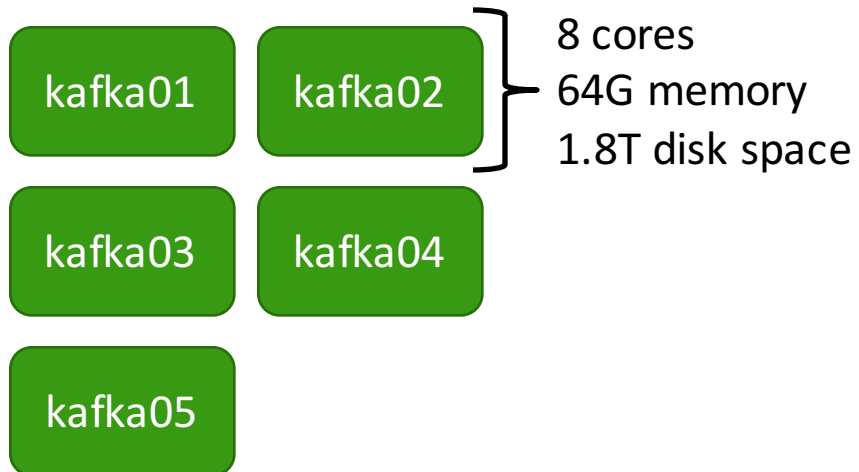 kafka01
kafka02
8 cores
64G memory
1.8T disk space
kafka03
kafka04
kafka05